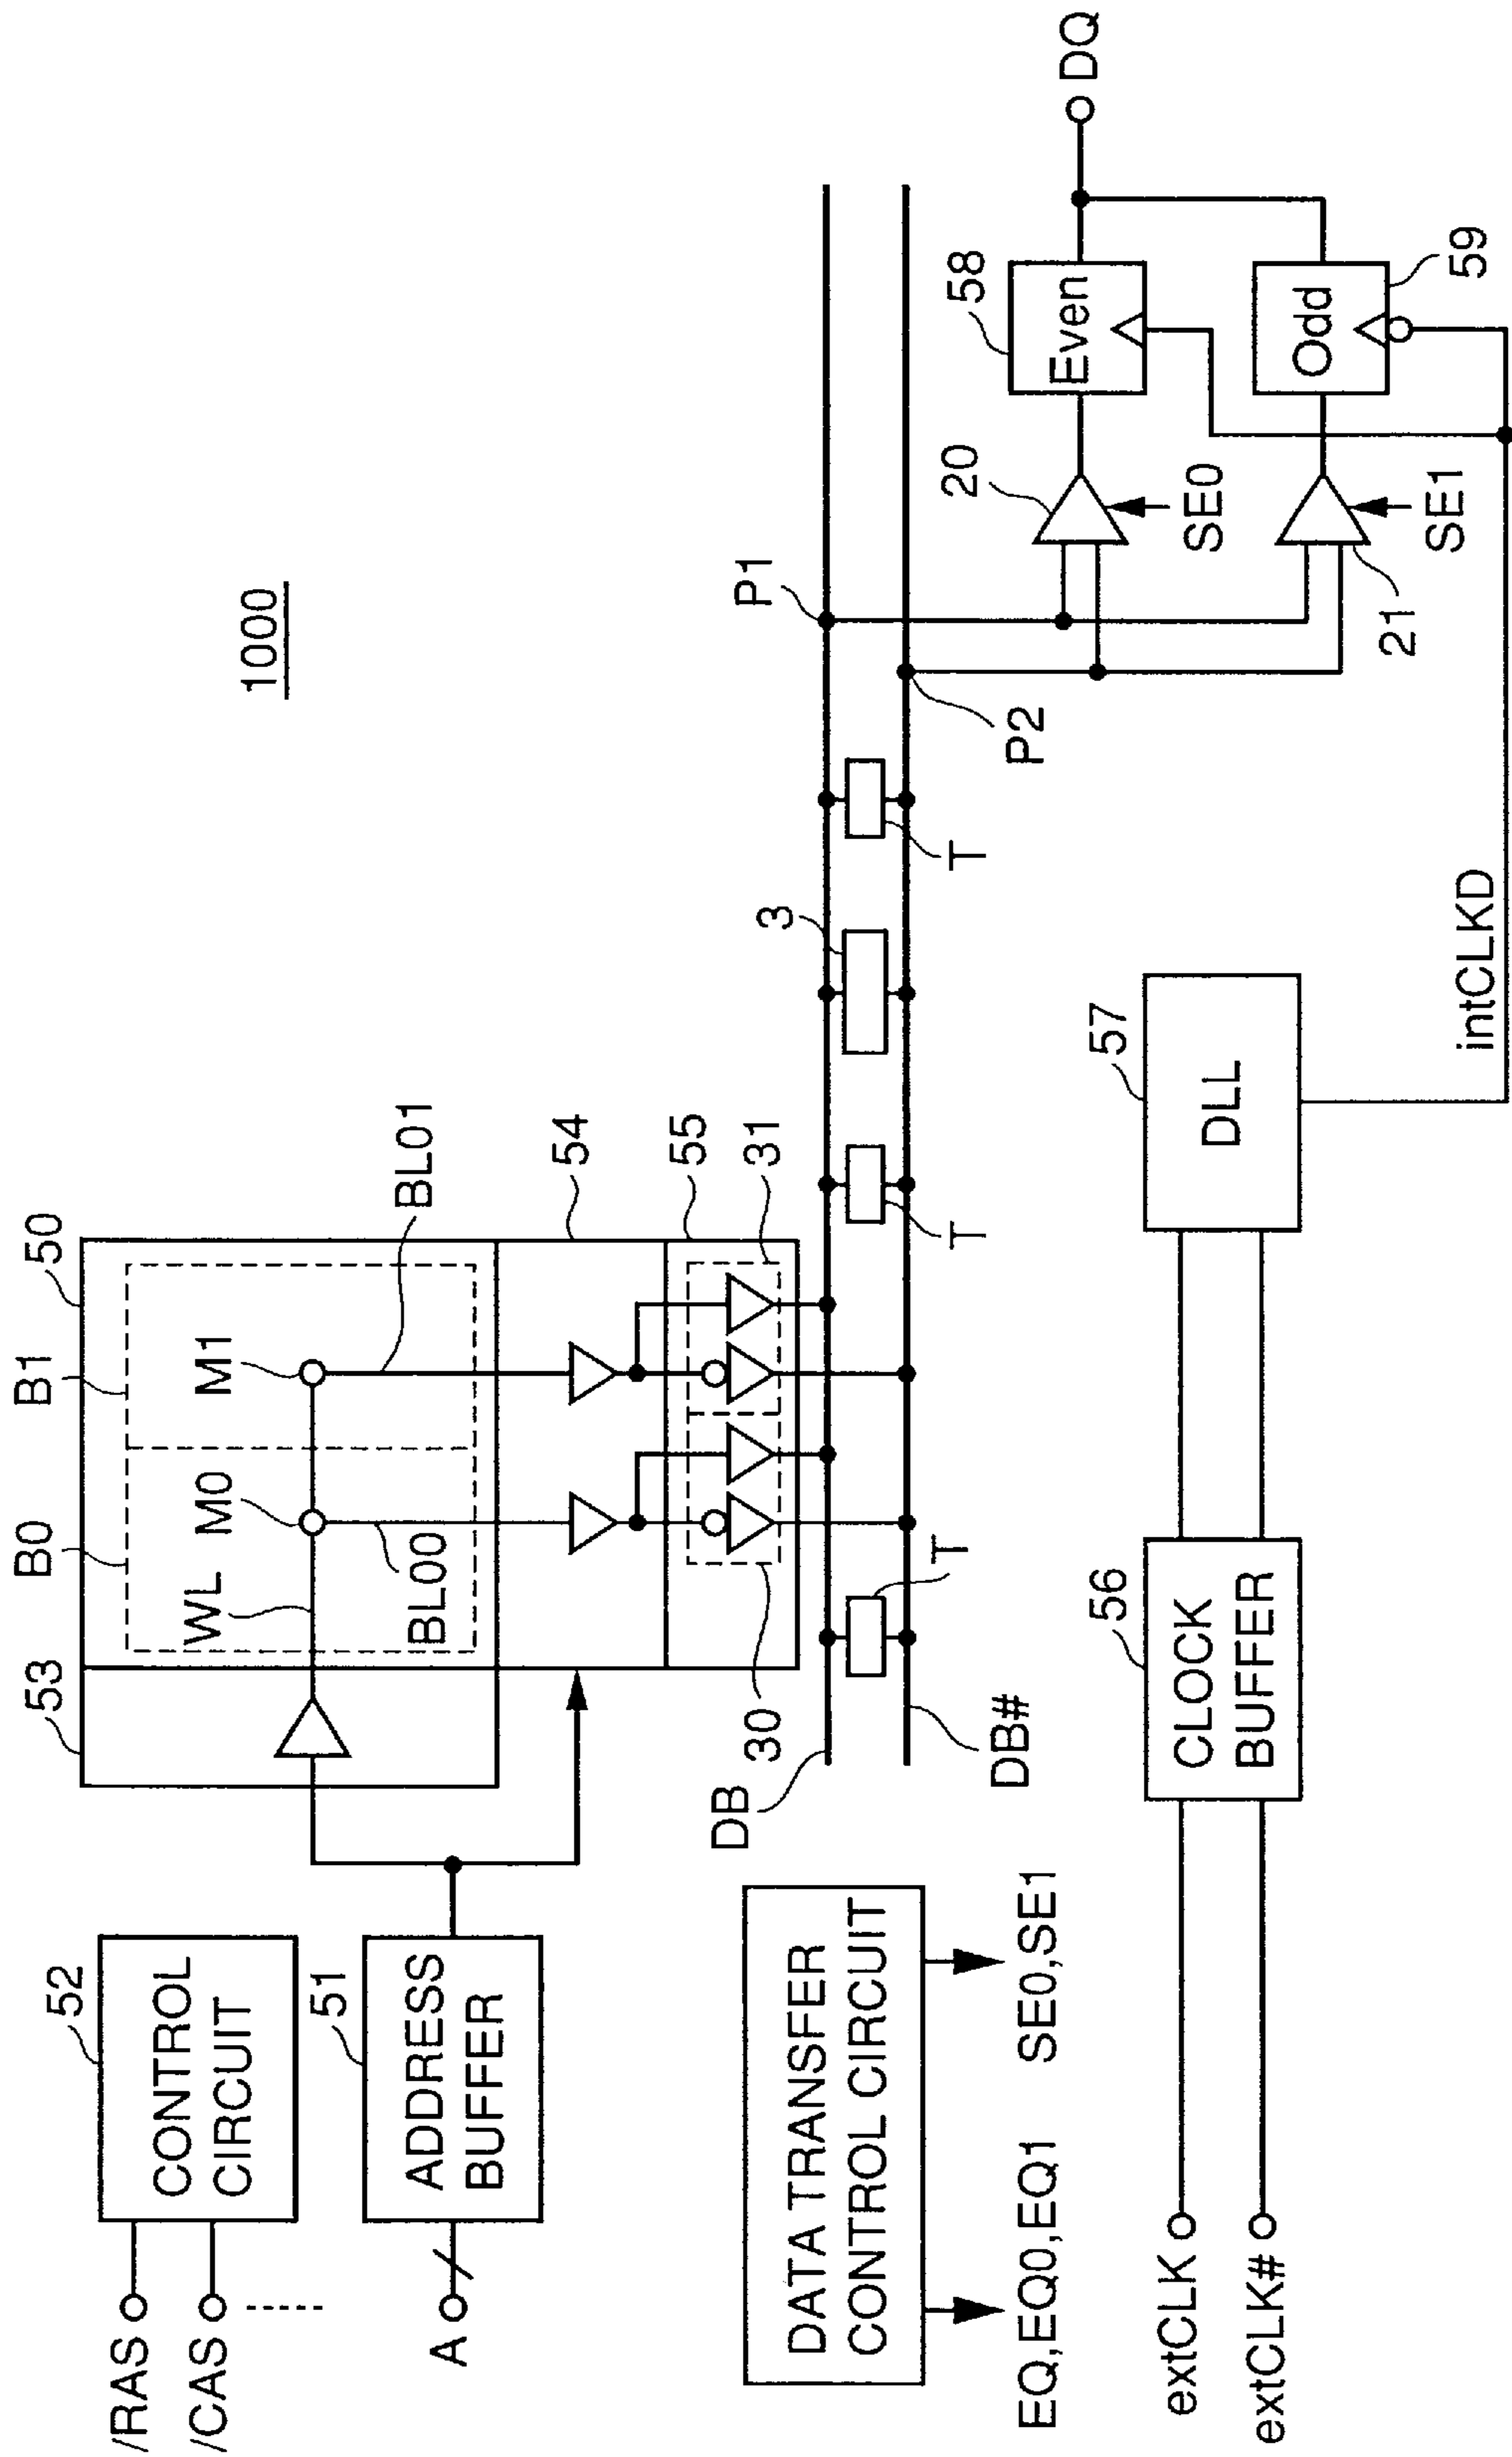 1000
/RAS
/CAS
52
CONTROL
CIRCUIT
A
51
ADDRESS
BUFFER
53
B0
B1
50
WL
M0
M1
BL00
BL01
54
55
30
31
DB
DB#
T
T
3
T
P1
P2
20
SE0
21
SE1
58
Even
59
Odd
DQ
DATA TRANSFER
CONTROL CIRCUIT
EQ,EQ0,EQ1
SE0,SE1
extCLK
extCLK#
56
CLOCK
BUFFER
57
DLL
intCLKD